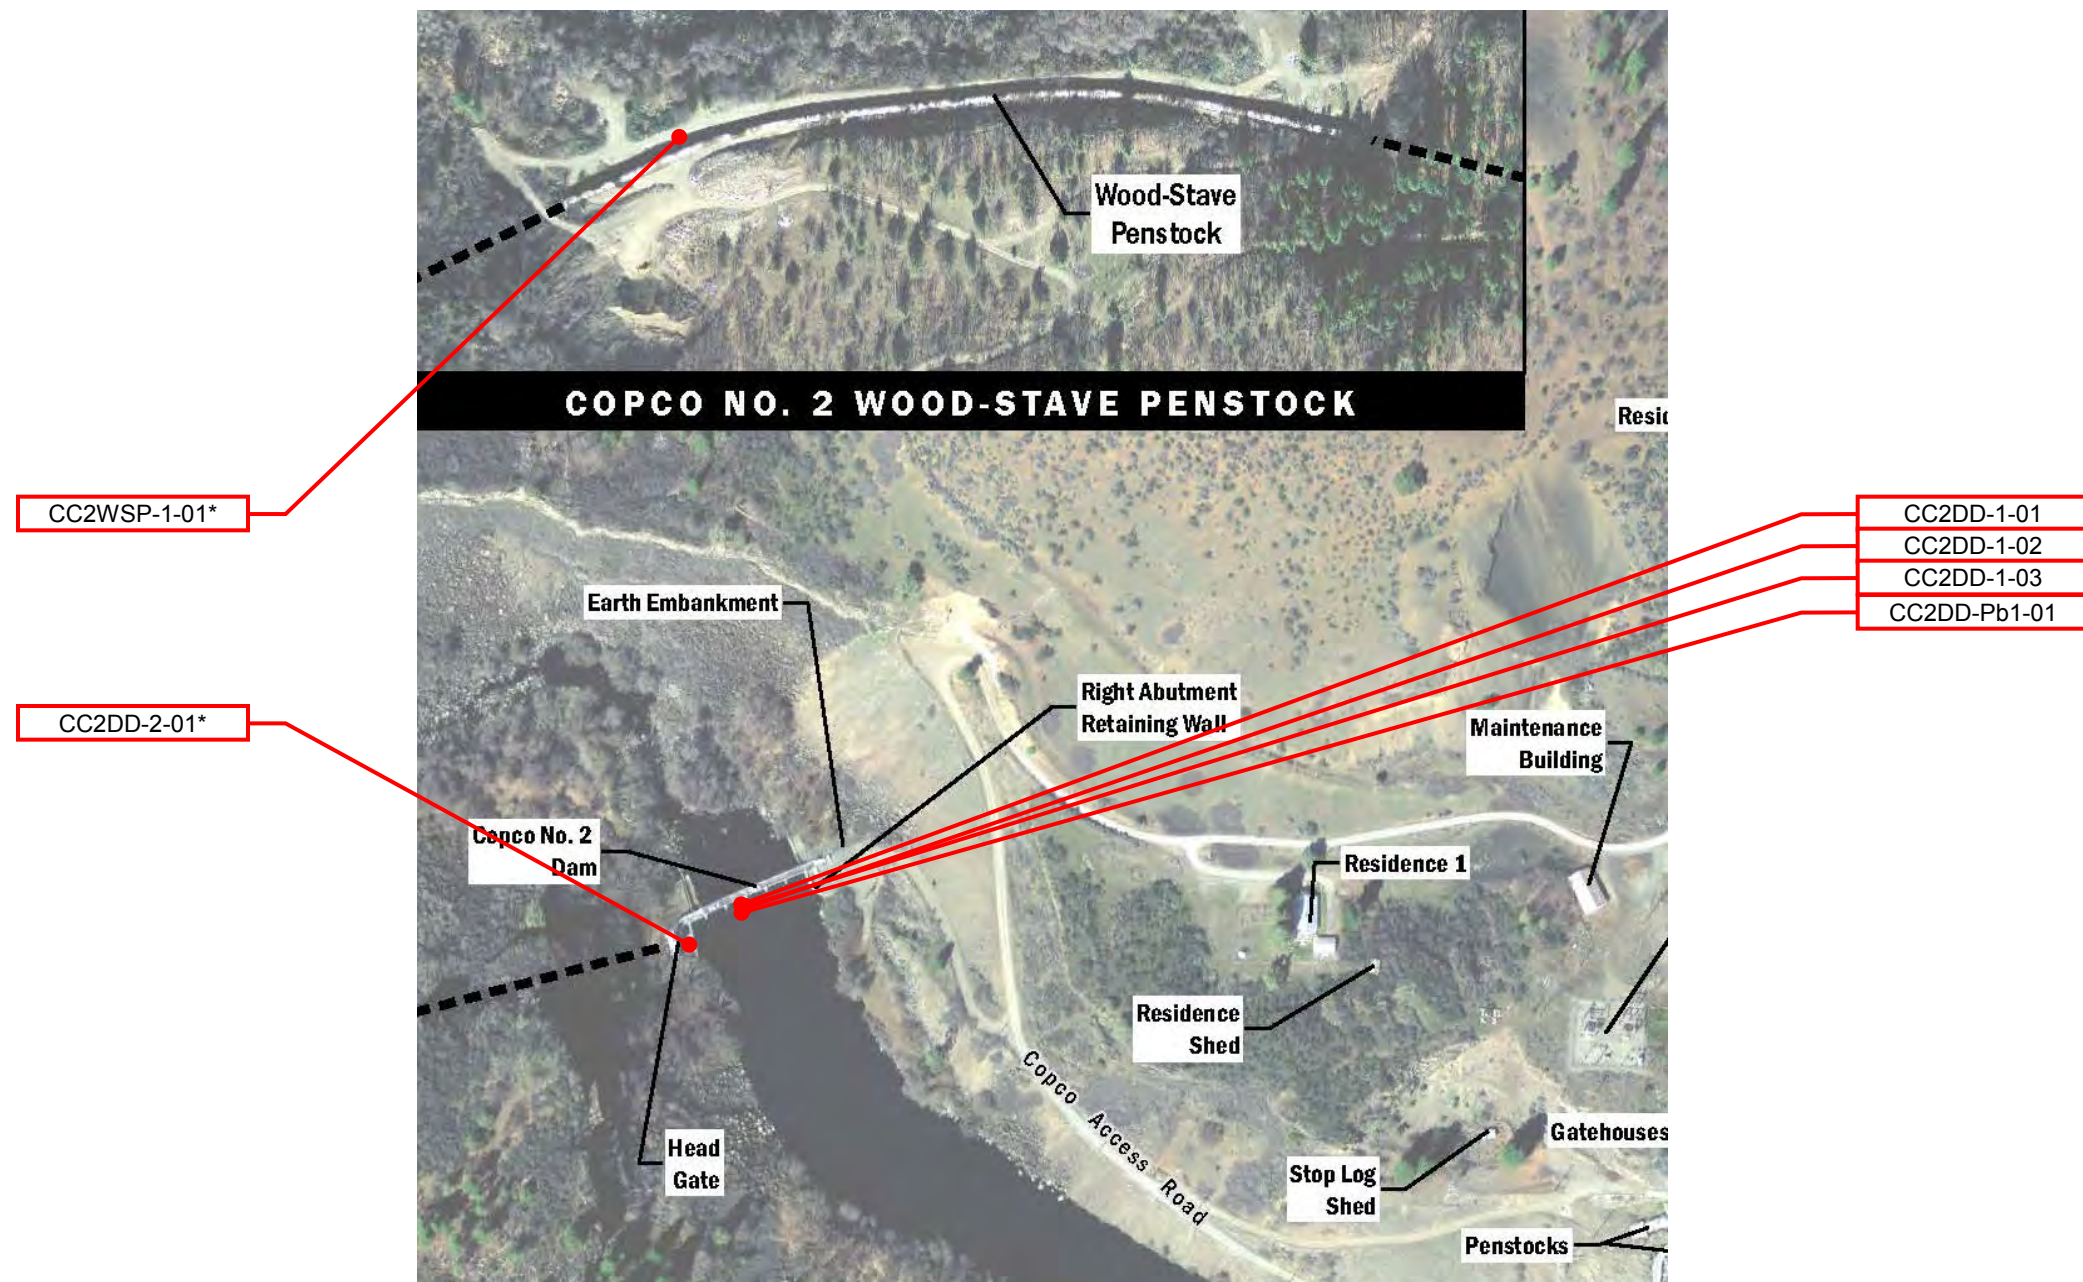 Wood-Stave
Penstock
COPCO NO. 2 WOOD-STAVE PENSTOCK
Resid
CC2WSP-1-01*
CC2DD-1-01
CC2DD-1-02
CC2DD-1-03
CC2DD-Pb1-01
Earth Embankment
Right Abutment
Retaining Wall
CC2DD-2-01*
Maintenance
Building
Copco No. 2
Dam
Residence 1
Residence
Shed
Copco Access Road
Head
Gate
Gatehouses
Stop Log
Shed
Penstocks